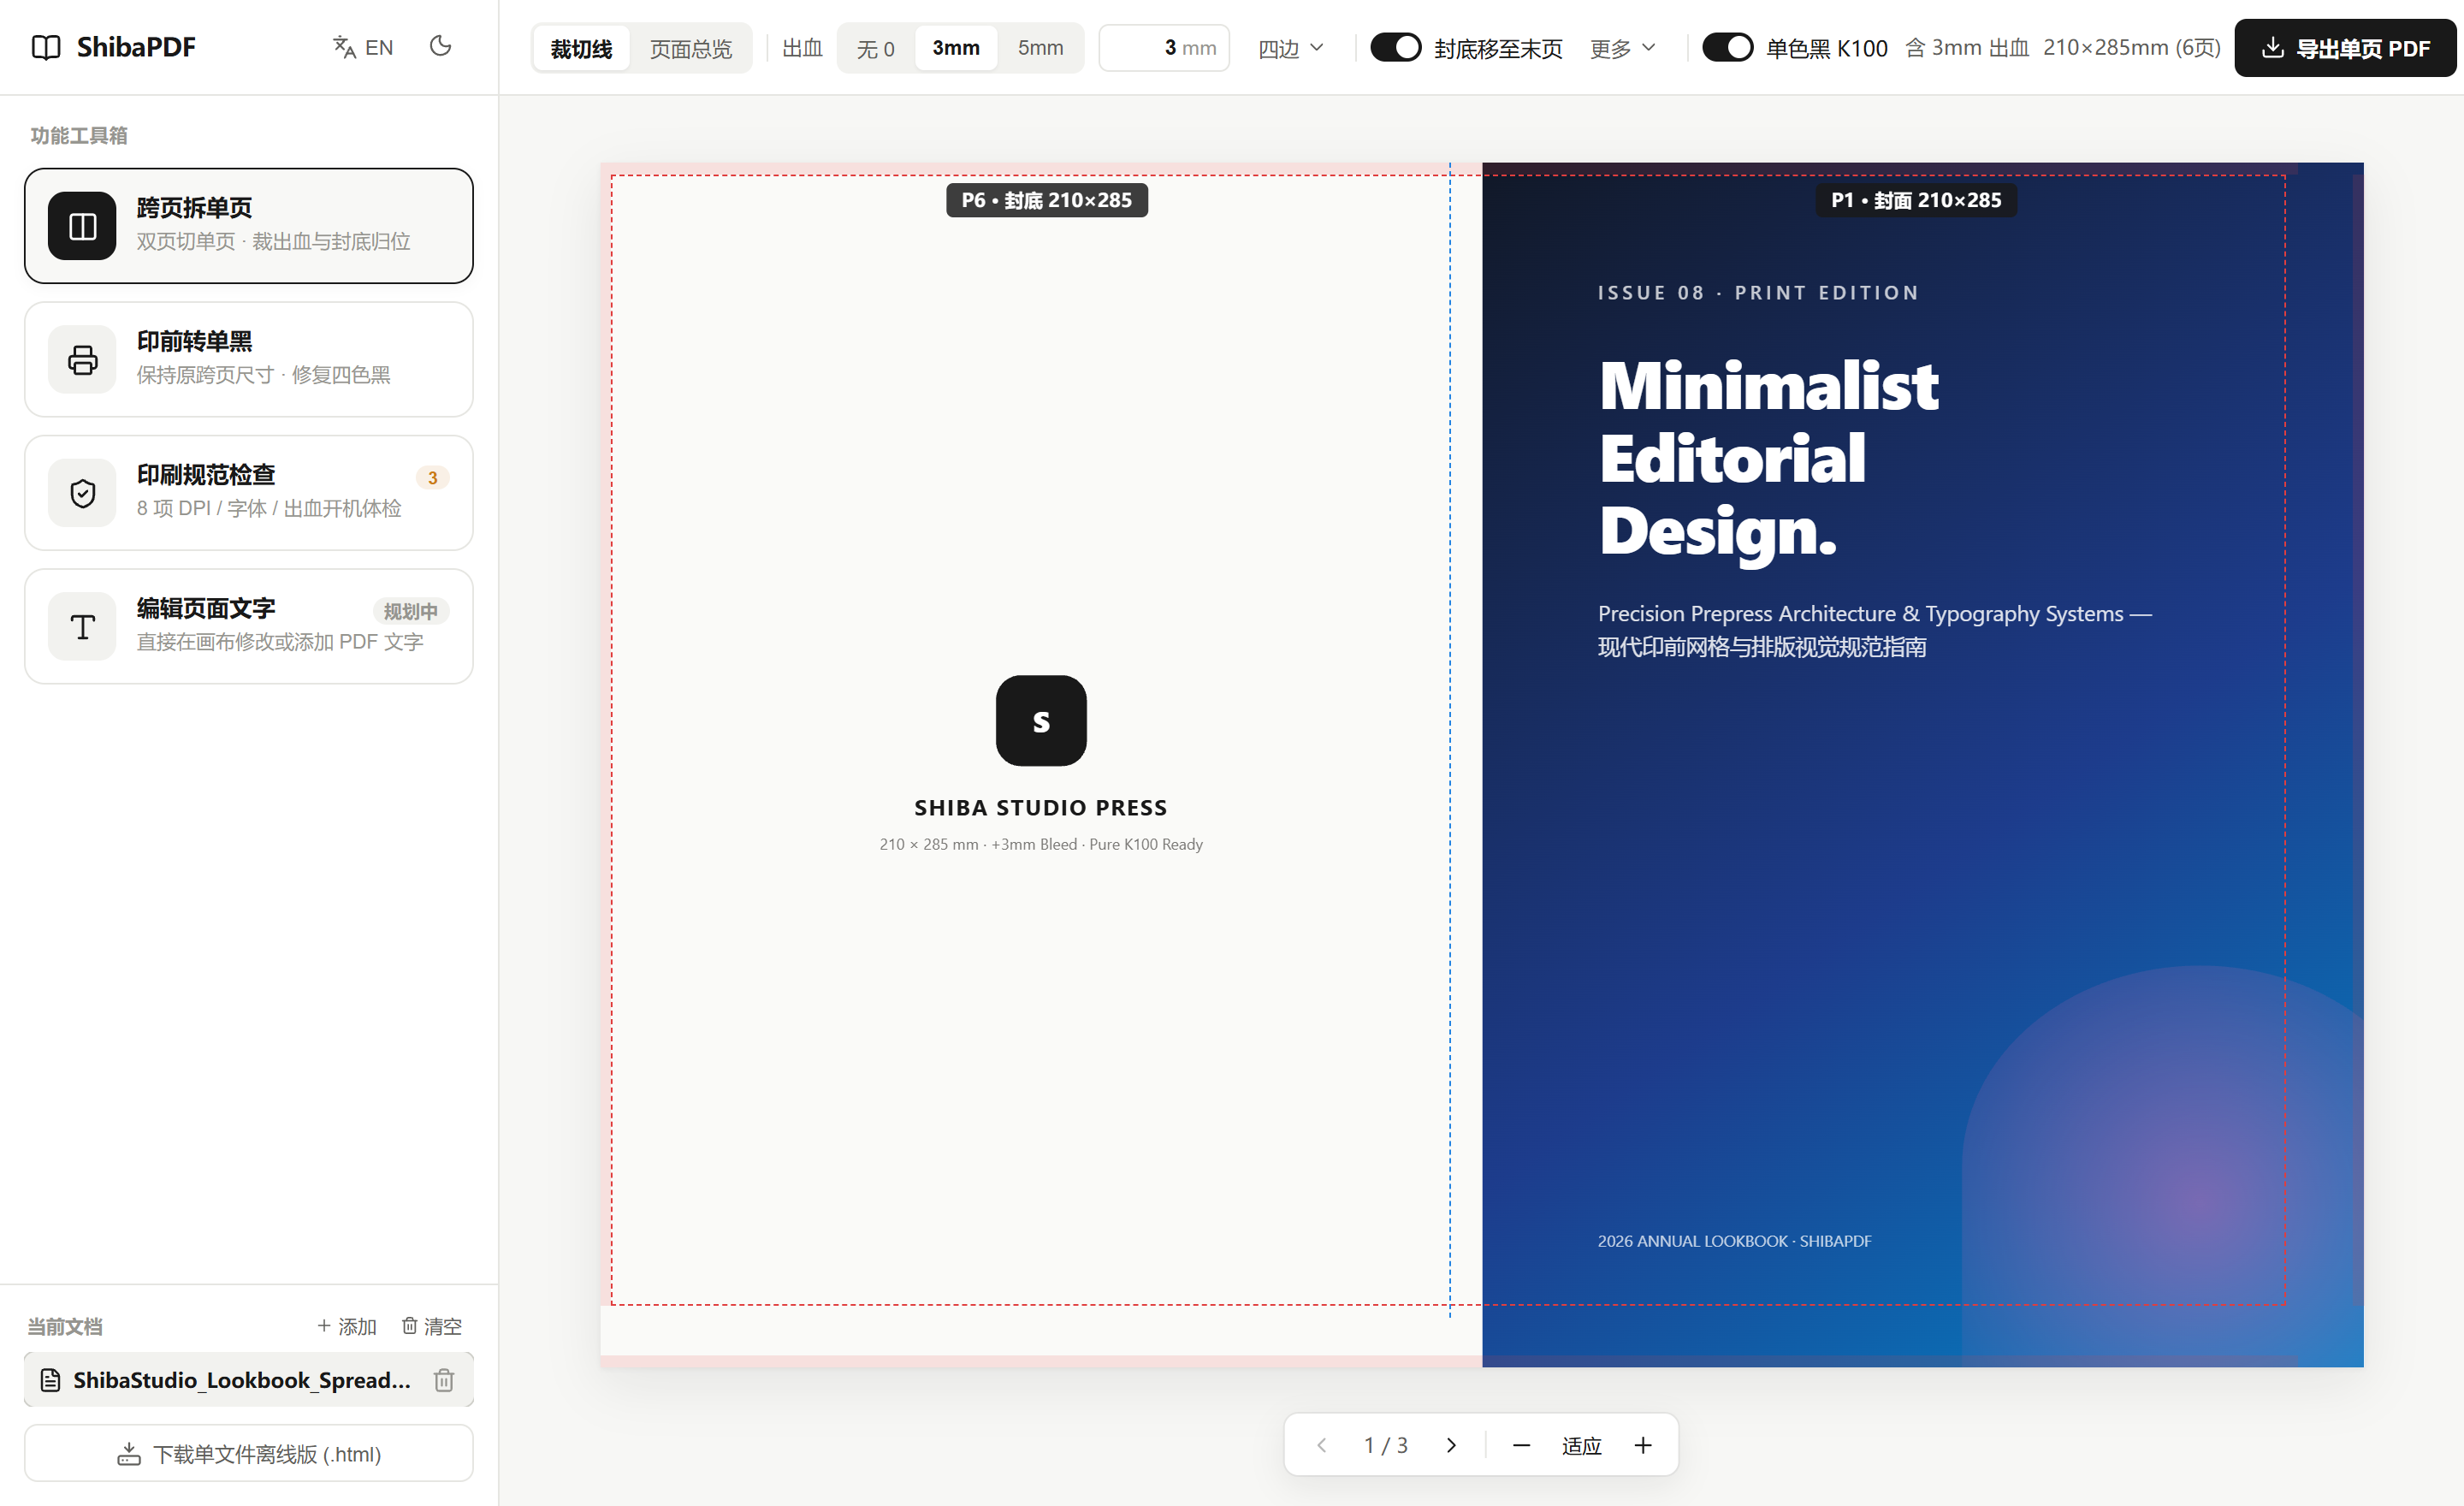 ShibaPDF
EN
裁切线
页面总览
出血
无 0
3mm
5mm
3 mm
四边
封底移至末页
更多
单色黑 K100
含 3mm 出血
210×285mm (6页)
导出单页 PDF
功能工具箱
跨页拆单页
双页切单页 · 裁出血与封底归位
印前转单黑
保持原跨页尺寸 · 修复四色黑
印刷规范检查
3
8 项 DPI / 字体 / 出血开机体检
编辑页面文字
规划中
直接在画布修改或添加 PDF 文字
当前文档
添加
清空
ShibaStudio_Lookbook_Spread...
下载单文件离线版 (.html)
P6 • 封底 210×285
S
SHIBA STUDIO PRESS
210 × 285 mm · +3mm Bleed · Pure K100 Ready
P1 • 封面 210×285
ISSUE 08 · PRINT EDITION
Minimalist
Editorial
Design.
Precision Prepress Architecture & Typography Systems —
现代印前网格与排版视觉规范指南
2026 ANNUAL LOOKBOOK · SHIBAPDF
1 / 3
适应